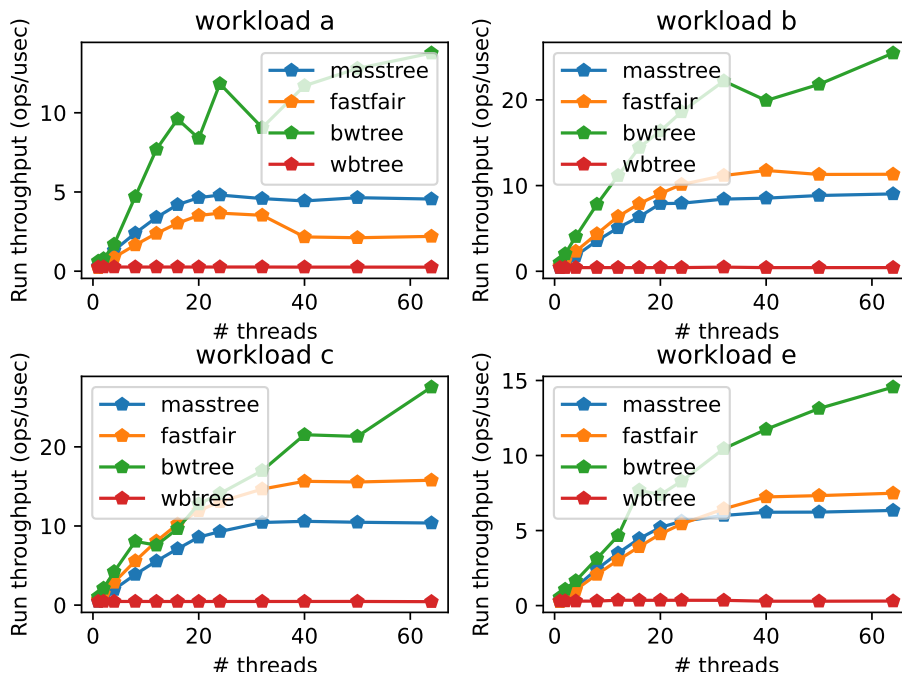 workload a
Run throughput (ops/usec)
10
5
0
masstree
fastfair
bwtree
wbtree
0 20 40 60
# threads
workload b
Run throughput (ops/usec)
20
10
0
masstree
fastfair
bwtree
wbtree
0 20 40 60
# threads
workload c
Run throughput (ops/usec)
20
10
0
masstree
fastfair
bwtree
wbtree
0 20 40 60
# threads
workload e
Run throughput (ops/usec)
15
10
5
0
masstree
fastfair
bwtree
wbtree
0 20 40 60
# threads